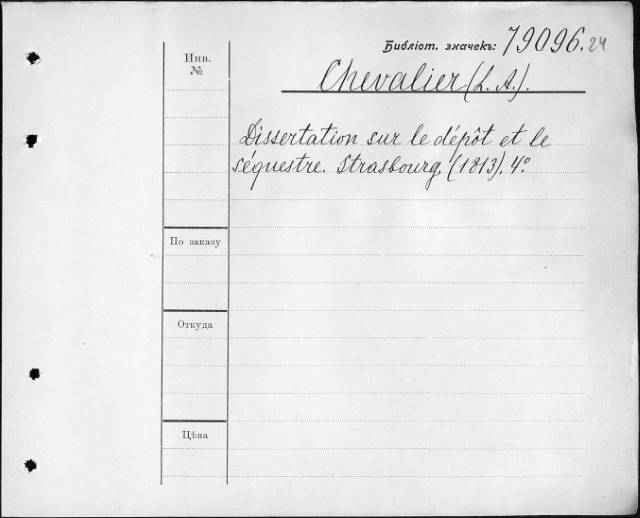 Библіот. значекъ: 79096.24
Инв.
№
Chevalier (L. A.).
Dissertation sur le dépôt et le
séquestre. Strasbourg, (1813). 4º.
По заказу
Откуда
Цѣна